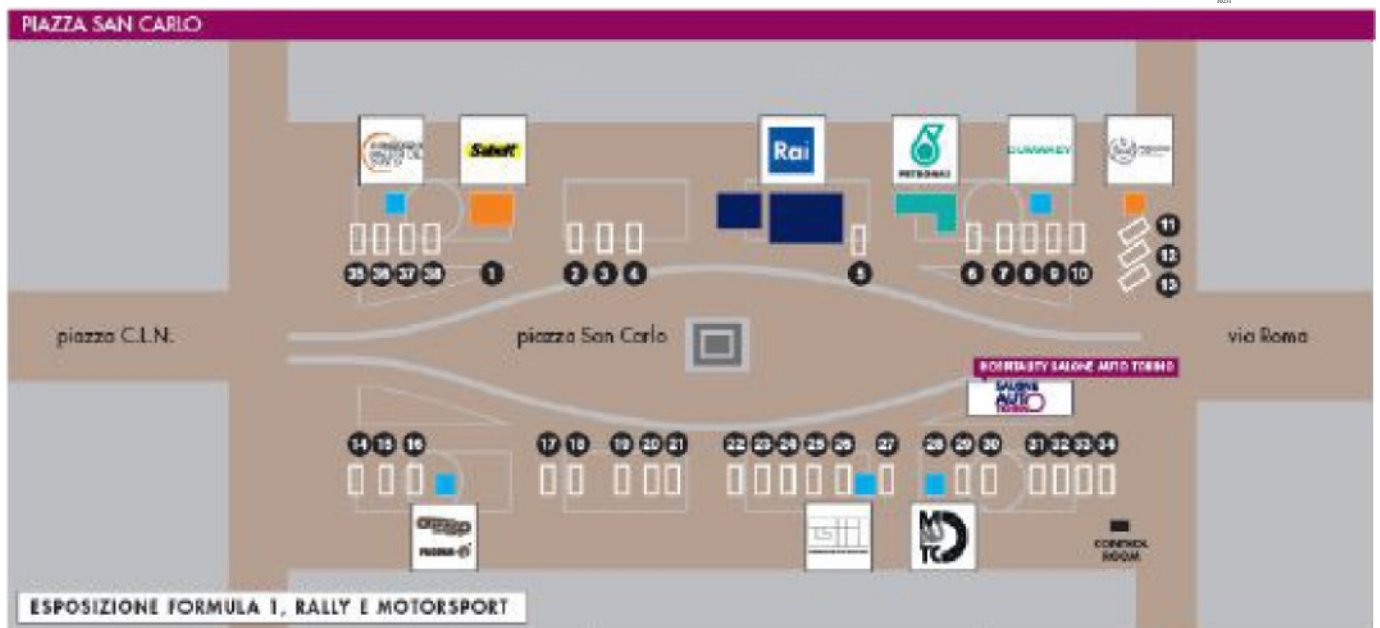 PIAZZA SAN CARLO
Sabelt
Rai
PETRONAS
35 36 37 38 1 2 3 4 5 6 7 8 9 10
11
12
13
piazza C.L.N.
piazza San Carlo
via Roma
HOSPITALITY SALONE AUTO TORINO
SALONE
AUTO
TORINO
14 15 16 17 18 19 20 21 22 23 24 25 26 27 28 29 30 31 32 33 34
CONTROL
ROOM
ESPOSIZIONE FORMULA 1, RALLY E MOTORSPORT